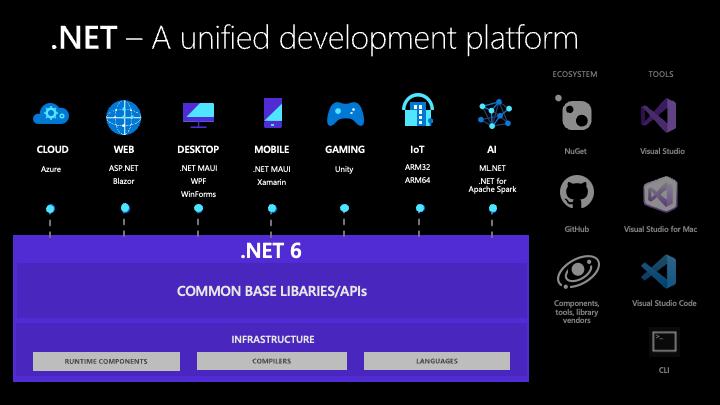 .NET – A unified development platform
ECOSYSTEM
TOOLS
CLOUD
Azure
WEB
ASP.NET
Blazor
DESKTOP
.NET MAUI
WPF
WinForms
MOBILE
.NET MAUI
Xamarin
GAMING
Unity
IoT
ARM32
ARM64
AI
ML.NET
.NET for
Apache Spark
.NET 6
COMMON BASE LIBARIES/APIs
INFRASTRUCTURE
RUNTIME COMPONENTS
COMPILERS
LANGUAGES
NuGet
GitHub
Components,
tools, library
vendors
Visual Studio
Visual Studio for Mac
Visual Studio Code
>_
CLI